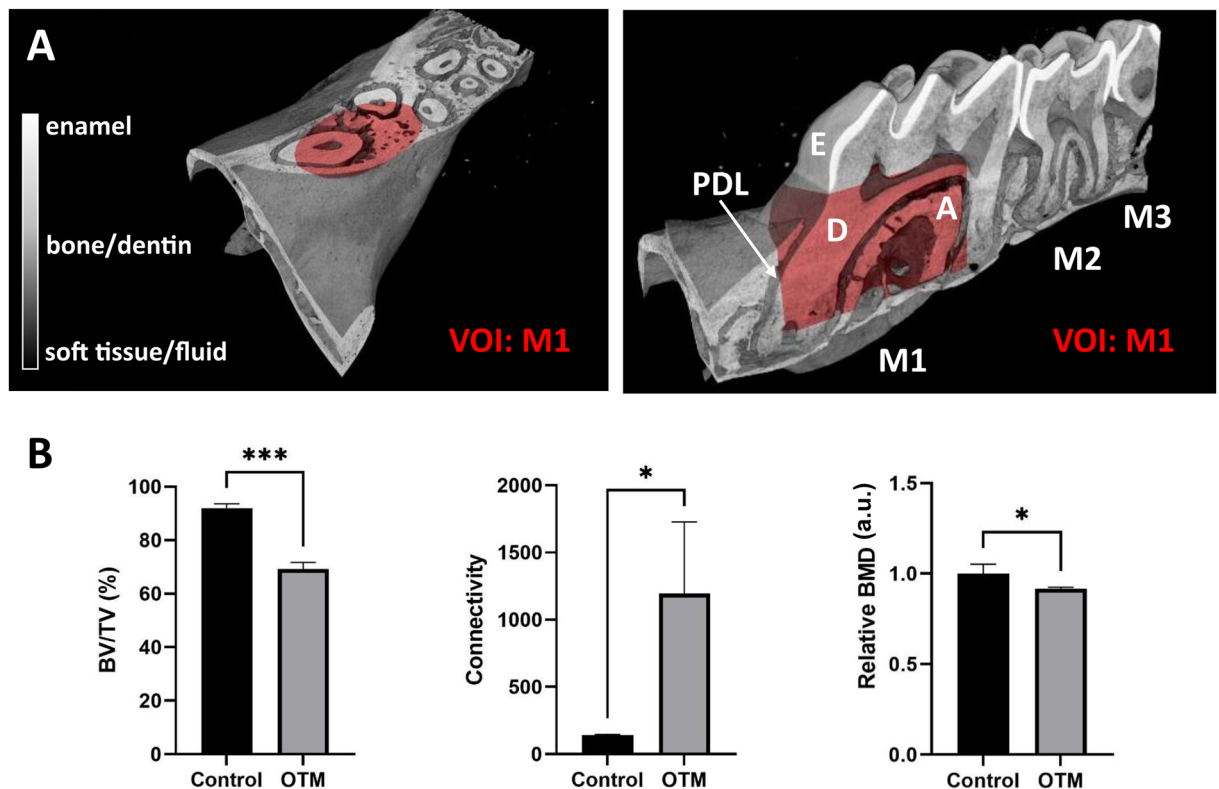 A
enamel
bone/dentin
soft tissue/fluid
VOI: M1
E
PDL
D
A
M3
M2
M1
VOI: M1
B
***
BV/TV (%)
100
80
60
40
20
0
Control
OTM
*
Connectivity
2000
1500
1000
500
0
Control
OTM
*
Relative BMD (a.u.)
1.5
1.0
0.5
0.0
Control
OTM